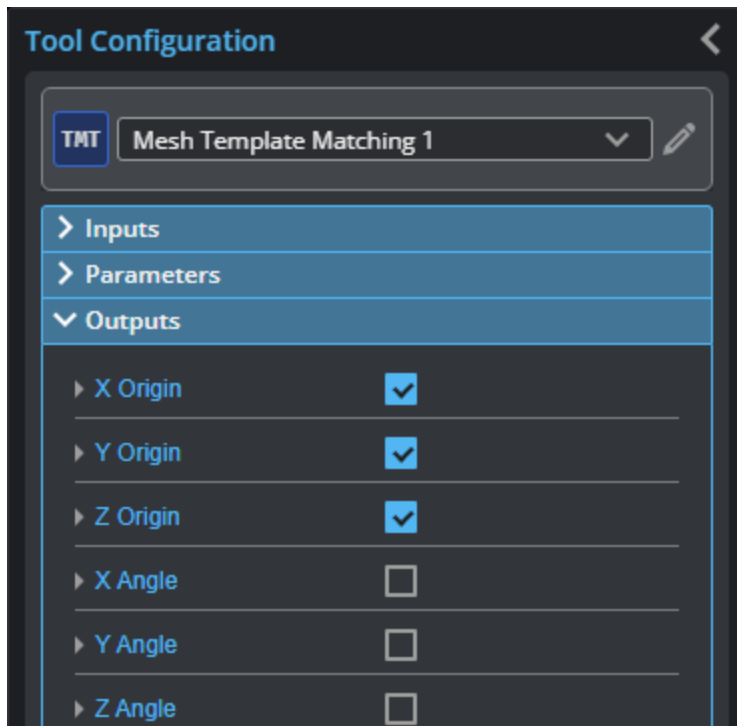 Tool Configuration
TMT Mesh Template Matching 1
Inputs
Parameters
Outputs
X Origin
Y Origin
Z Origin
X Angle
Y Angle
Z Angle